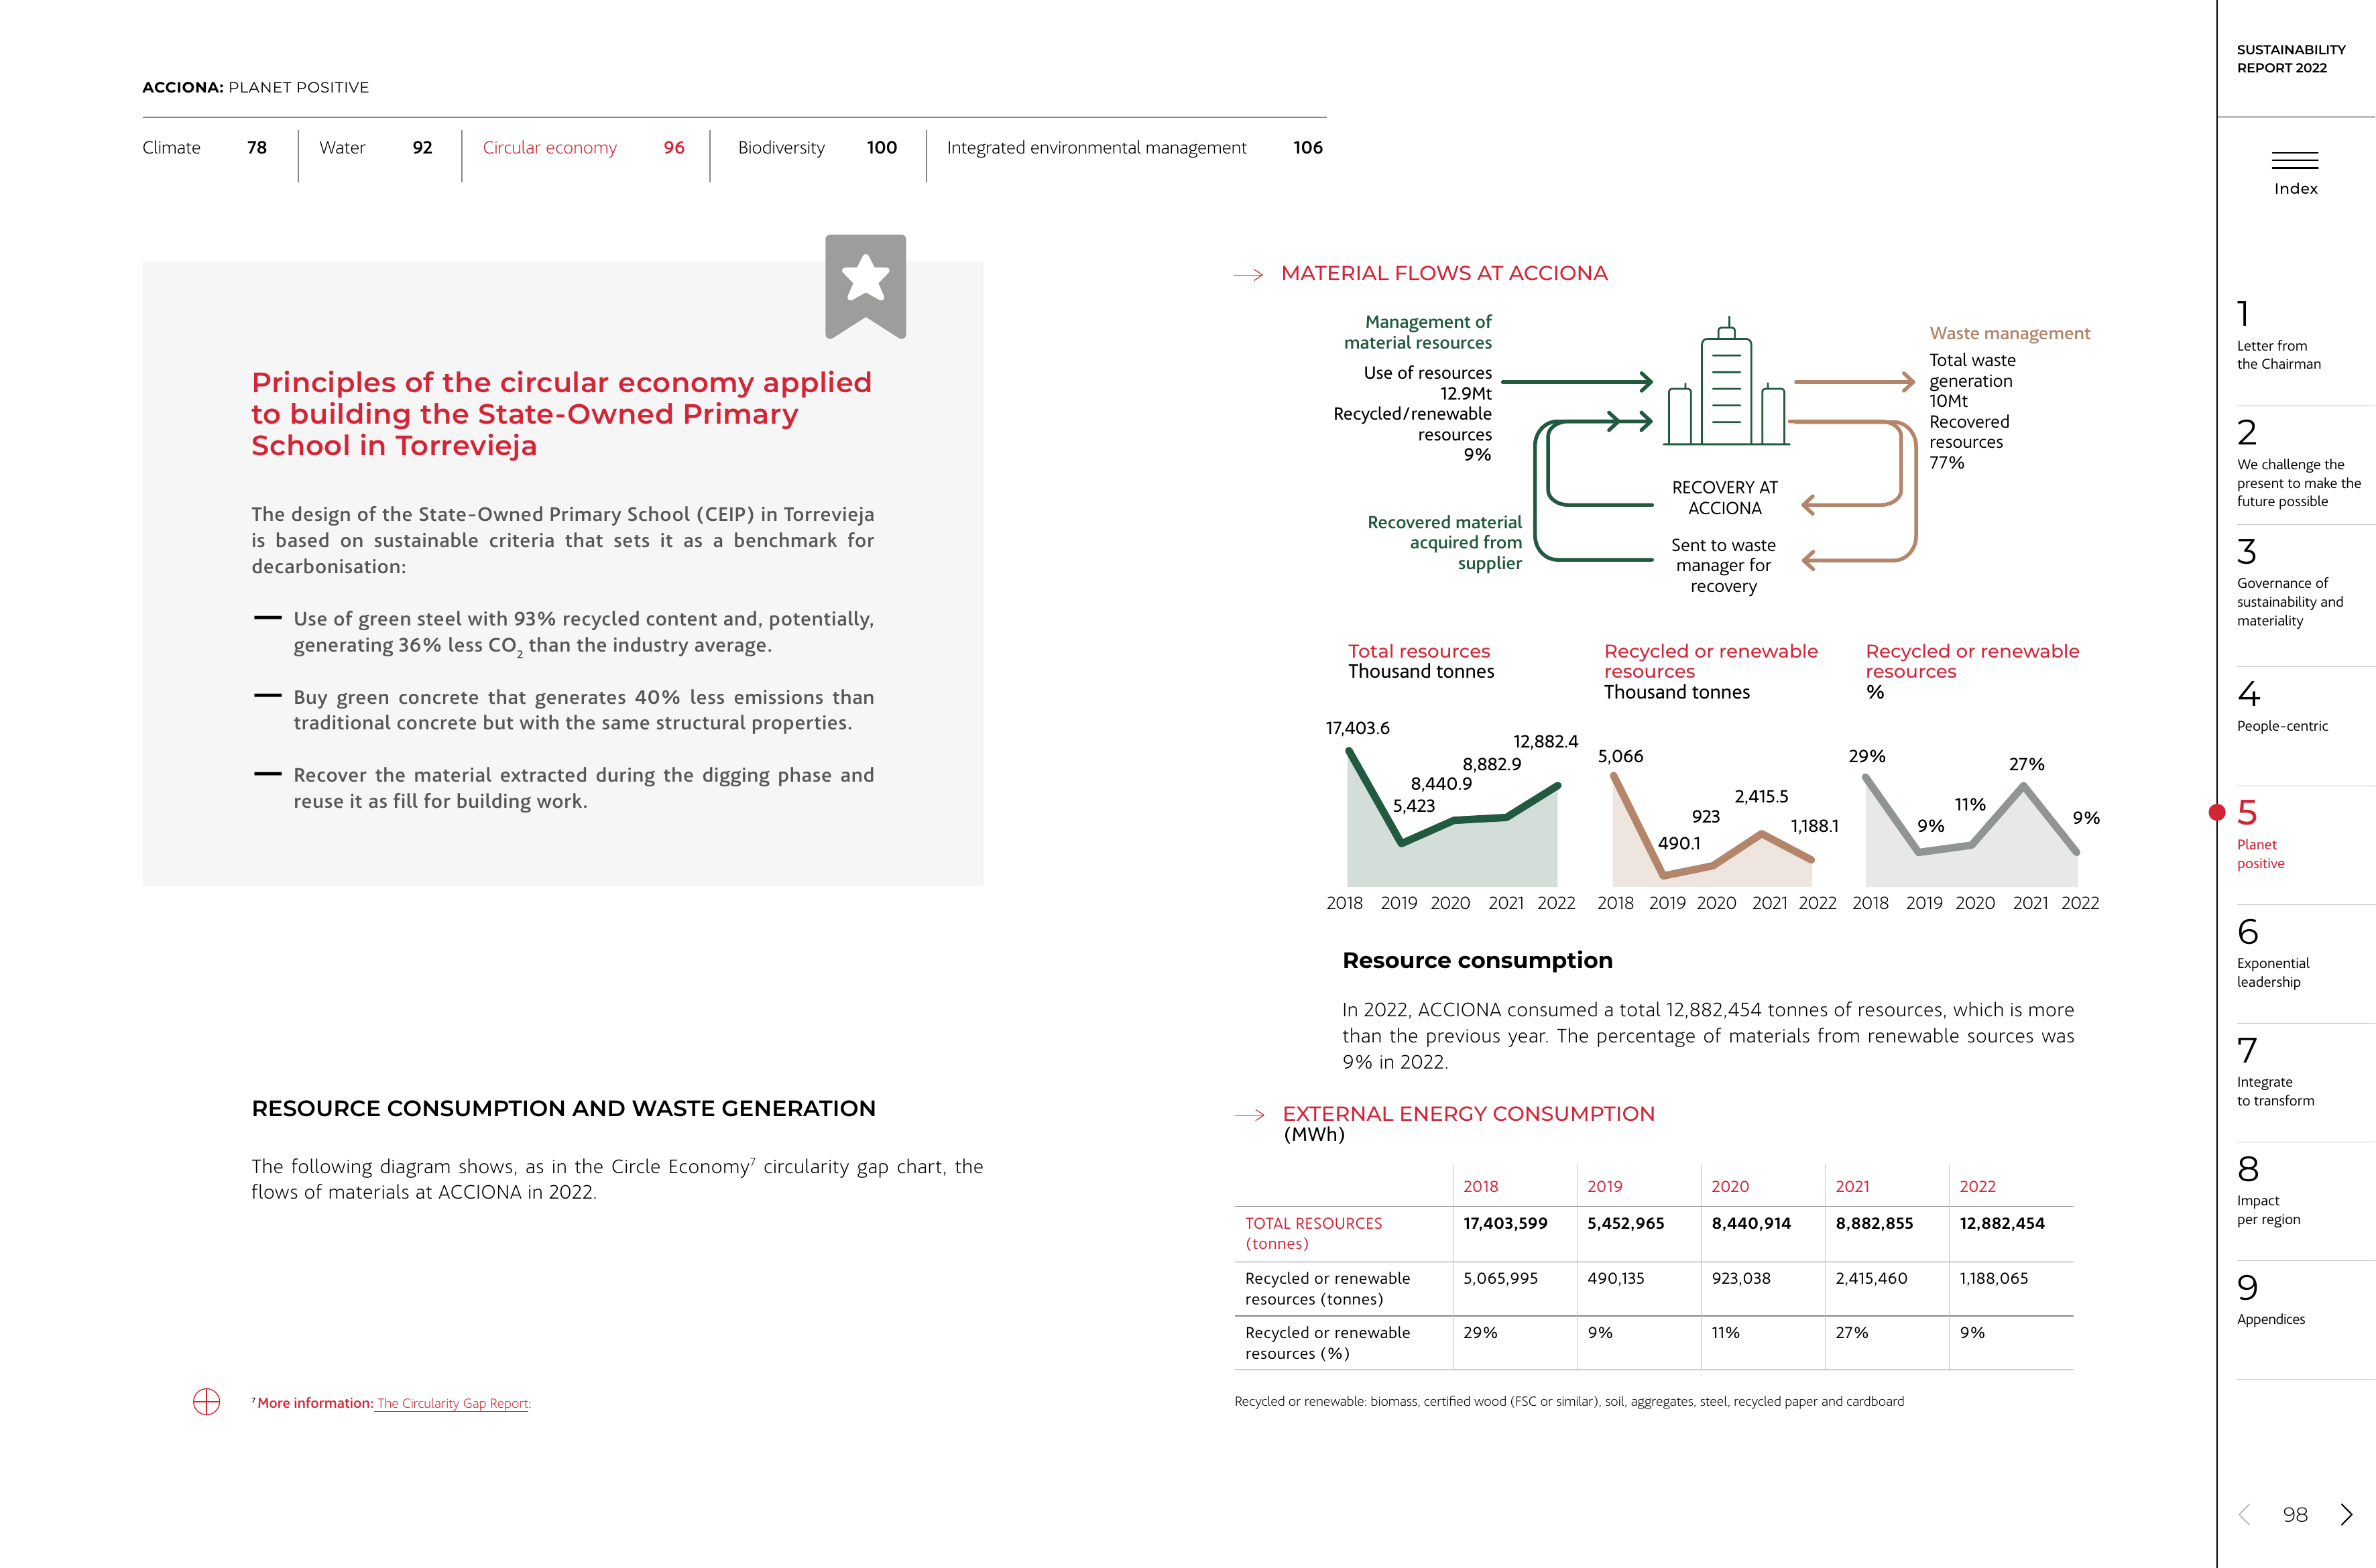 ACCIONA: PLANET POSITIVE
Climate 78
Water 92
Circular economy 96
Biodiversity 100
Integrated environmental management 106
Principles of the circular economy applied
to building the State-Owned Primary
School in Torrevieja
The design of the State-Owned Primary School (CEIP) in Torrevieja
is based on sustainable criteria that sets it as a benchmark for
decarbonisation:
— Use of green steel with 93% recycled content and, potentially,
generating 36% less CO2 than the industry average.
— Buy green concrete that generates 40% less emissions than
traditional concrete but with the same structural properties.
— Recover the material extracted during the digging phase and
reuse it as fill for building work.
RESOURCE CONSUMPTION AND WASTE GENERATION
The following diagram shows, as in the Circle Economy7 circularity gap chart, the
flows of materials at ACCIONA in 2022.
7 More information: The Circularity Gap Report:
MATERIAL FLOWS AT ACCIONA
Management of
material resources
Use of resources
12.9Mt
Recycled/renewable
resources
9%
Recovered material
acquired from
supplier
RECOVERY AT
ACCIONA
Sent to waste
manager for
recovery
Waste management
Total waste
generation
10Mt
Recovered
resources
77%
Total resources
Thousand tonnes
17,403.6
5,423
8,440.9
8,882.9
12,882.4
2018 2019 2020 2021 2022
Recycled or renewable
resources
Thousand tonnes
5,066
490.1
923
2,415.5
1,188.1
2018 2019 2020 2021 2022
Recycled or renewable
resources
%
29%
9%
11%
27%
9%
2018 2019 2020 2021 2022
Resource consumption
In 2022, ACCIONA consumed a total 12,882,454 tonnes of resources, which is more
than the previous year. The percentage of materials from renewable sources was
9% in 2022.
EXTERNAL ENERGY CONSUMPTION
(MWh)
2018 2019 2020 2021 2022
TOTAL RESOURCES
(tonnes)
17,403,599 5,452,965 8,440,914 8,882,855 12,882,454
Recycled or renewable
resources (tonnes)
5,065,995 490,135 923,038 2,415,460 1,188,065
Recycled or renewable
resources (%)
29% 9% 11% 27% 9%
Recycled or renewable: biomass, certified wood (FSC or similar), soil, aggregates, steel, recycled paper and cardboard
SUSTAINABILITY
REPORT 2022
Index
1
Letter from
the Chairman
2
We challenge the
present to make the
future possible
3
Governance of
sustainability and
materiality
4
People-centric
5
Planet
positive
6
Exponential
leadership
7
Integrate
to transform
8
Impact
per region
9
Appendices
98